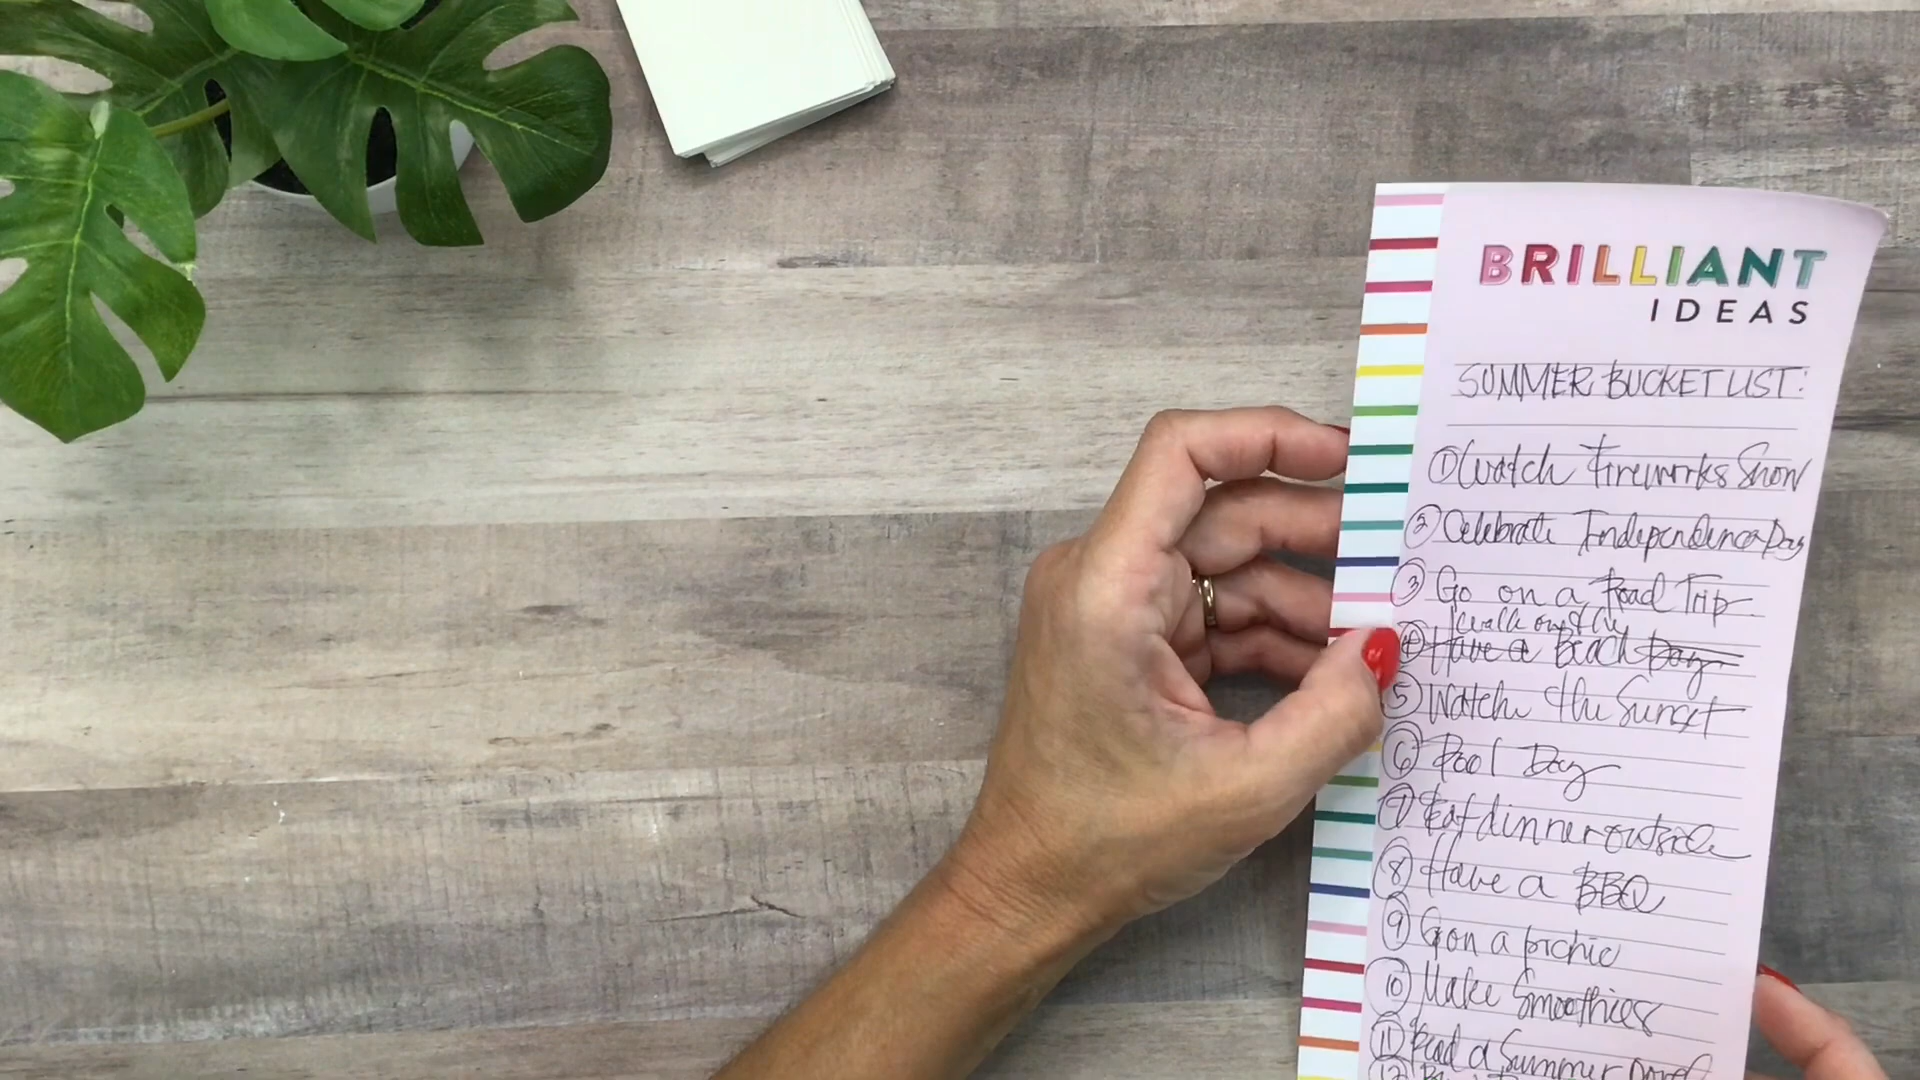 BRILLIANT
IDEAS
SUMMER BUCKET LIST:
① Watch Fireworks Show
② Celebrate Independence Day
③ Go on a Road Trip
walk on the
④ Have a Beach Day
⑤ Watch the Sunset
⑥ Pool Day
⑦ Eat dinner outside
⑧ Have a BBQ
⑨ Go on a picnic
⑩ Make Smoothies
⑪ Read a Summer novel
⑫